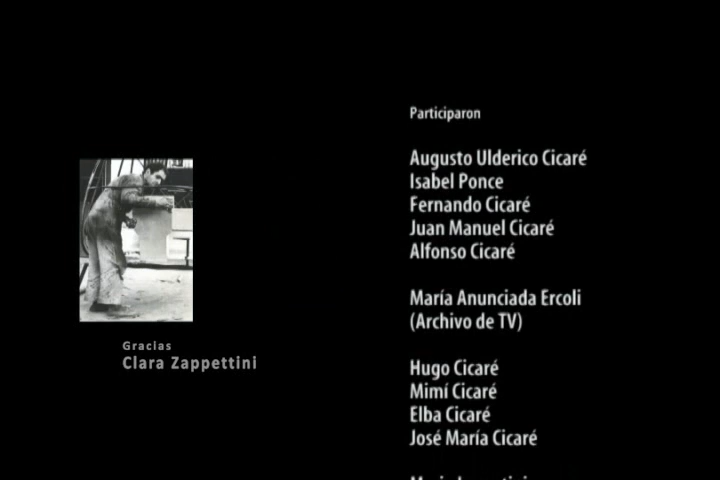 Gracias
Clara Zappettini
Participaron
Augusto Ulderico Cicaré
Isabel Ponce
Fernando Cicaré
Juan Manuel Cicaré
Alfonso Cicaré
María Anunciada Ercoli
(Archivo de TV)
Hugo Cicaré
Mimí Cicaré
Elba Cicaré
José María Cicaré